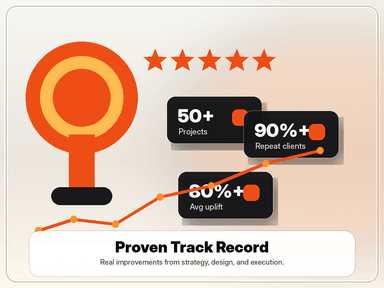 50+
Projects
90%+
Repeat clients
80%+
Avg uplift
Proven Track Record
Real improvements from strategy, design, and execution.